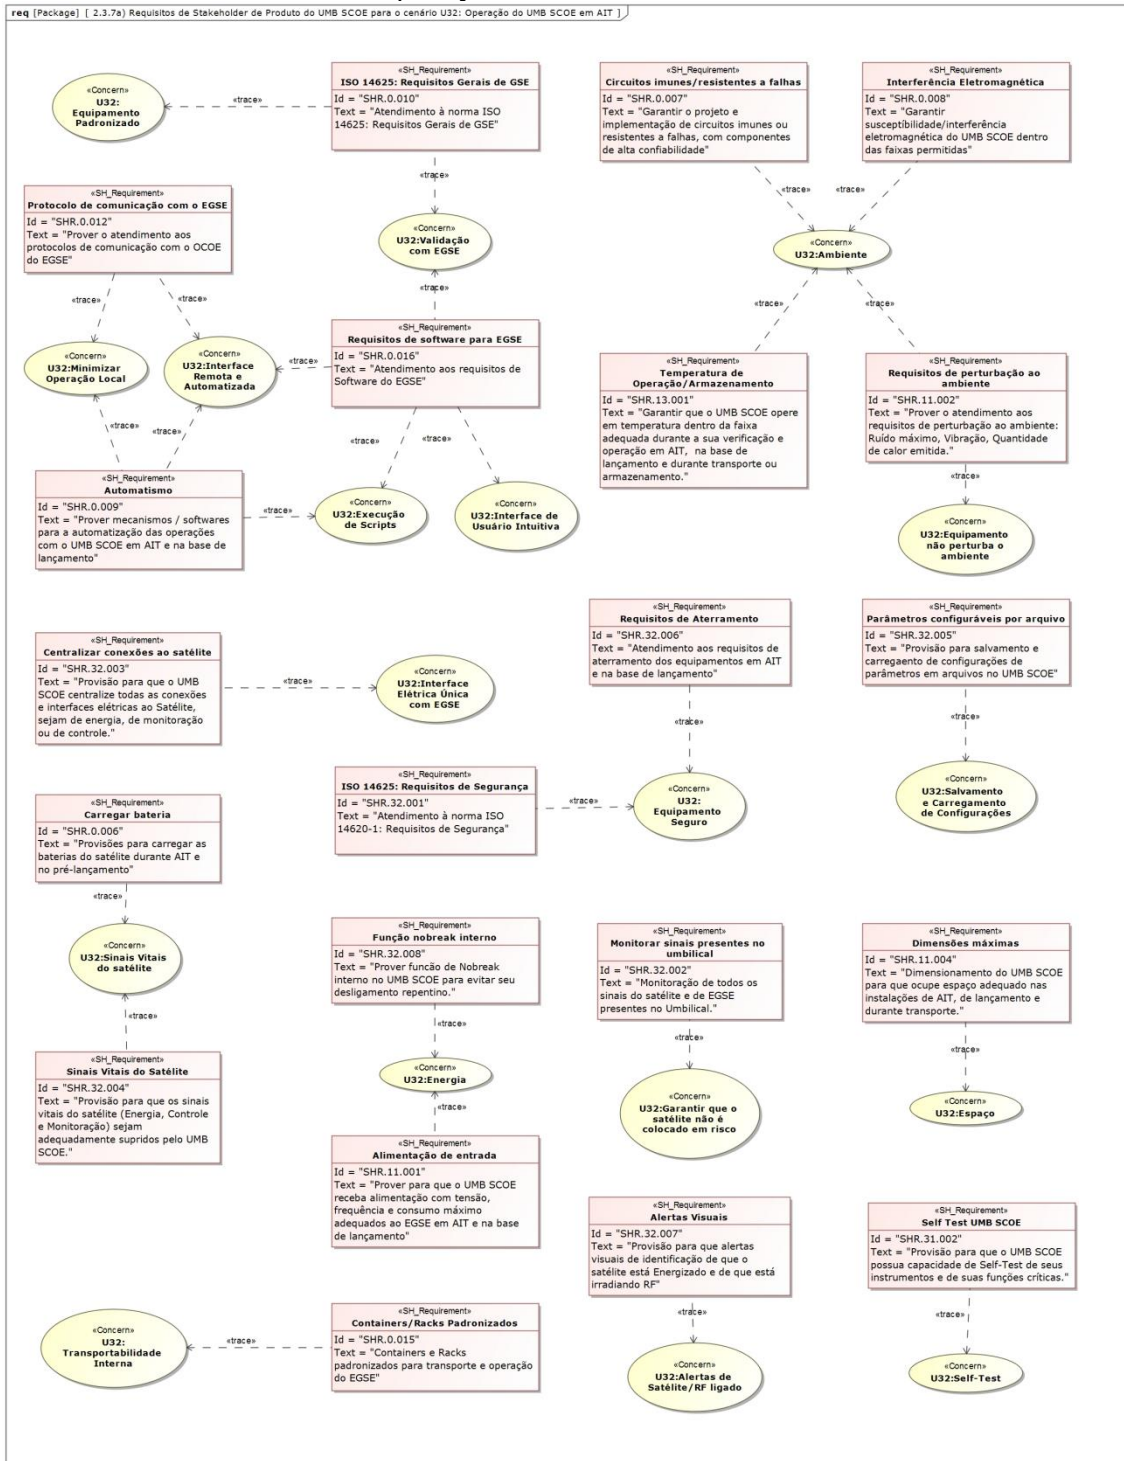 req [Package] [ 2.3.7a) Requisitos de Stakeholder de Produto do UMB SCOE para o cenário U32: Operação do UMB SCOE em AIT ]
«Concern»
U32:
Equipamento
Padronizado
«trace»
«SH_Requirement»
ISO 14625: Requisitos Gerais de GSE
Id = "SHR.0.010"
Text = "Atendimento à norma ISO
14625: Requisitos Gerais de GSE"
«trace»
«SH_Requirement»
Circuitos imunes/resistentes a falhas
Id = "SHR.0.007"
Text = "Garantir o projeto e
implementação de circuitos imunes ou
resistentes a falhas, com componentes
de alta confiabilidade"
«trace»
«SH_Requirement»
Interferência Eletromagnética
Id = "SHR.0.008"
Text = "Garantir
susceptíbilidade/interferência
eletromagnética do UMB SCOE dentro
das faixas permitidas"
«trace»
«SH_Requirement»
Protocolo de comunicação com o EGSE
Id = "SHR.0.012"
Text = "Prover o atendimento aos
protocolos de comunicação com o OCOE
do EGSE"
«trace»
«trace»
«Concern»
U32:Validação
com EGSE
«trace»
«Concern»
U32:Ambiente
«trace»
«trace»
«Concern»
U32:Minimizar
Operação Local
«Concern»
U32:Interface
Remota e
Automatizada
«trace»
«SH_Requirement»
Requisitos de software para EGSE
Id = "SHR.0.016"
Text = "Atendimento aos requisitos de
Software do EGSE"
«trace»
«trace»
«SH_Requirement»
Temperatura de
Operação/Armazenamento
Id = "SHR.13.001"
Text = "Garantir que o UMB SCOE opere
em temperatura dentro da faixa
adequada durante a sua verificação e
operação em AIT, na base de
lançamento e durante transporte ou
armazenamento."
«SH_Requirement»
Requisitos de perturbação ao
ambiente
Id = "SHR.11.002"
Text = "Prover o atendimento aos
requisitos de perturbação ao ambiente:
Ruído máximo, Vibração, Quantidade
de calor emitida."
«trace»
«trace»
«trace»
«SH_Requirement»
Automatismo
Id = "SHR.0.009"
Text = "Prover mecanismos / softwares
para a automatização das operações
com o UMB SCOE em AIT e na base de
lançamento"
«trace»
«Concern»
U32:Execução
de Scripts
«Concern»
U32:Interface de
Usuário Intuitiva
«Concern»
U32:Equipamento
não perturba o
ambiente
«SH_Requirement»
Centralizar conexões ao satélite
Id = "SHR.32.003"
Text = "Provisão para que o UMB
SCOE centralize todas as conexões
e interfaces elétricas ao Satélite,
sejam de energia, de monitoração
ou de controle."
«trace»
«Concern»
U32:Interface
Elétrica Única
com EGSE
«SH_Requirement»
Requisitos de Aterramento
Id = "SHR.32.006"
Text = "Atendimento aos requisitos de
aterramento dos equipamentos em AIT
e na base de lançamento"
«trace»
«SH_Requirement»
Parâmetros configuráveis por arquivo
Id = "SHR.32.005"
Text = "Provisão para salvamento e
carregaento de configurações de
parâmetros em arquivos no UMB SCOE"
«trace»
«SH_Requirement»
ISO 14625: Requisitos de Segurança
Id = "SHR.32.001"
Text = "Atendimento à norma ISO
14620-1: Requisitos de Segurança"
«trace»
«Concern»
U32:
Equipamento
Seguro
«Concern»
U32:Salvamento
e Carregamento
de Configurações
«SH_Requirement»
Carregar bateria
Id = "SHR.0.006"
Text = "Provisões para carregar as
baterias do satélite durante AIT e
no pré-lançamento"
«trace»
«Concern»
U32:Sinais Vitais
do satélite
«trace»
«SH_Requirement»
Sinais Vitais do Satélite
Id = "SHR.32.004"
Text = "Provisão para que os sinais
vitais do satélite (Energia, Controle
e Monitoração) sejam
adequadamente supridos pelo UMB
SCOE."
«SH_Requirement»
Função nobreak interno
Id = "SHR.32.008"
Text = "Prover funcão de Nobreak
interno no UMB SCOE para evitar seu
desligamento repentino."
«trace»
«Concern»
U32:Energia
«trace»
«SH_Requirement»
Alimentação de entrada
Id = "SHR.11.001"
Text = "Prover para que o UMB SCOE
receba alimentação com tensão,
frequência e consumo máximo
adequados ao EGSE em AIT e na base
de lançamento"
«SH_Requirement»
Monitorar sinais presentes no
umbilical
Id = "SHR.32.002"
Text = "Monitoração de todos os
sinais do satélite e de EGSE
presentes no Umbilical."
«trace»
«Concern»
U32:Garantir que o
satélite não é
colocado em risco
«SH_Requirement»
Dimensões máximas
Id = "SHR.11.004"
Text = "Dimensionamento do UMB SCOE
para que ocupe espaço adequado nas
instalações de AIT, de lançamento e
durante transporte."
«trace»
«Concern»
U32:Espaço
«SH_Requirement»
Alertas Visuais
Id = "SHR.32.007"
Text = "Provisão para que alertas
visuais de identificação de que o
satélite está Energizado e de que está
irradiando RF"
«trace»
«Concern»
U32:Alertas de
Satélite/RF ligado
«SH_Requirement»
Self Test UMB SCOE
Id = "SHR.31.002"
Text = "Provisão para que o UMB SCOE
possua capacidade de Self-Test de seus
instrumentos e de suas funções críticas."
«trace»
«Concern»
U32:Self-Test
«Concern»
U32:
Transportabilidade
Interna
«trace»
«SH_Requirement»
Containers/Racks Padronizados
Id = "SHR.0.015"
Text = "Containers e Racks
padronizados para transporte e operação
do EGSE"